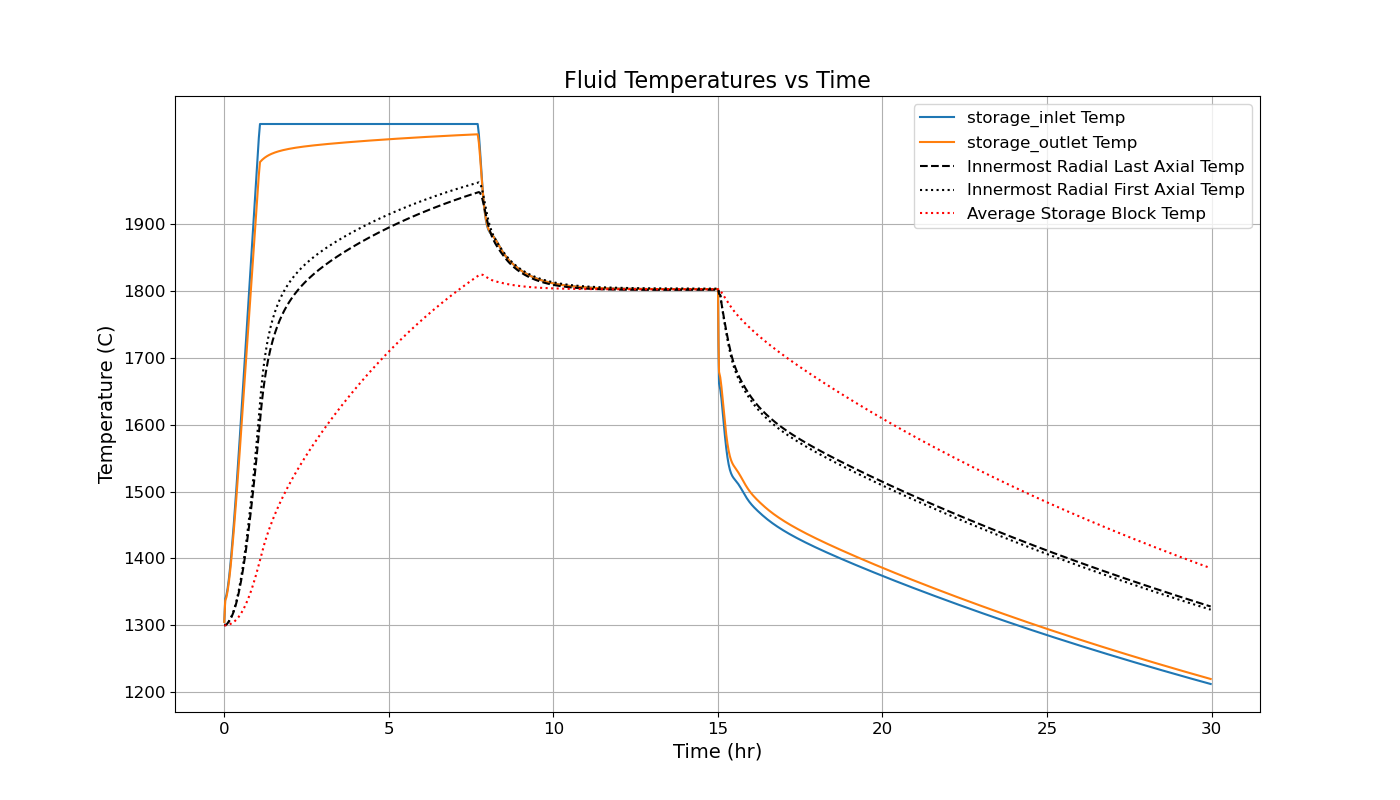 Fluid Temperatures vs Time
storage_inlet Temp
storage_outlet Temp
Innermost Radial Last Axial Temp
Innermost Radial First Axial Temp
Average Storage Block Temp
Temperature (C)
1900
1800
1700
1600
1500
1400
1300
1200
0 5 10 15 20 25 30
Time (hr)